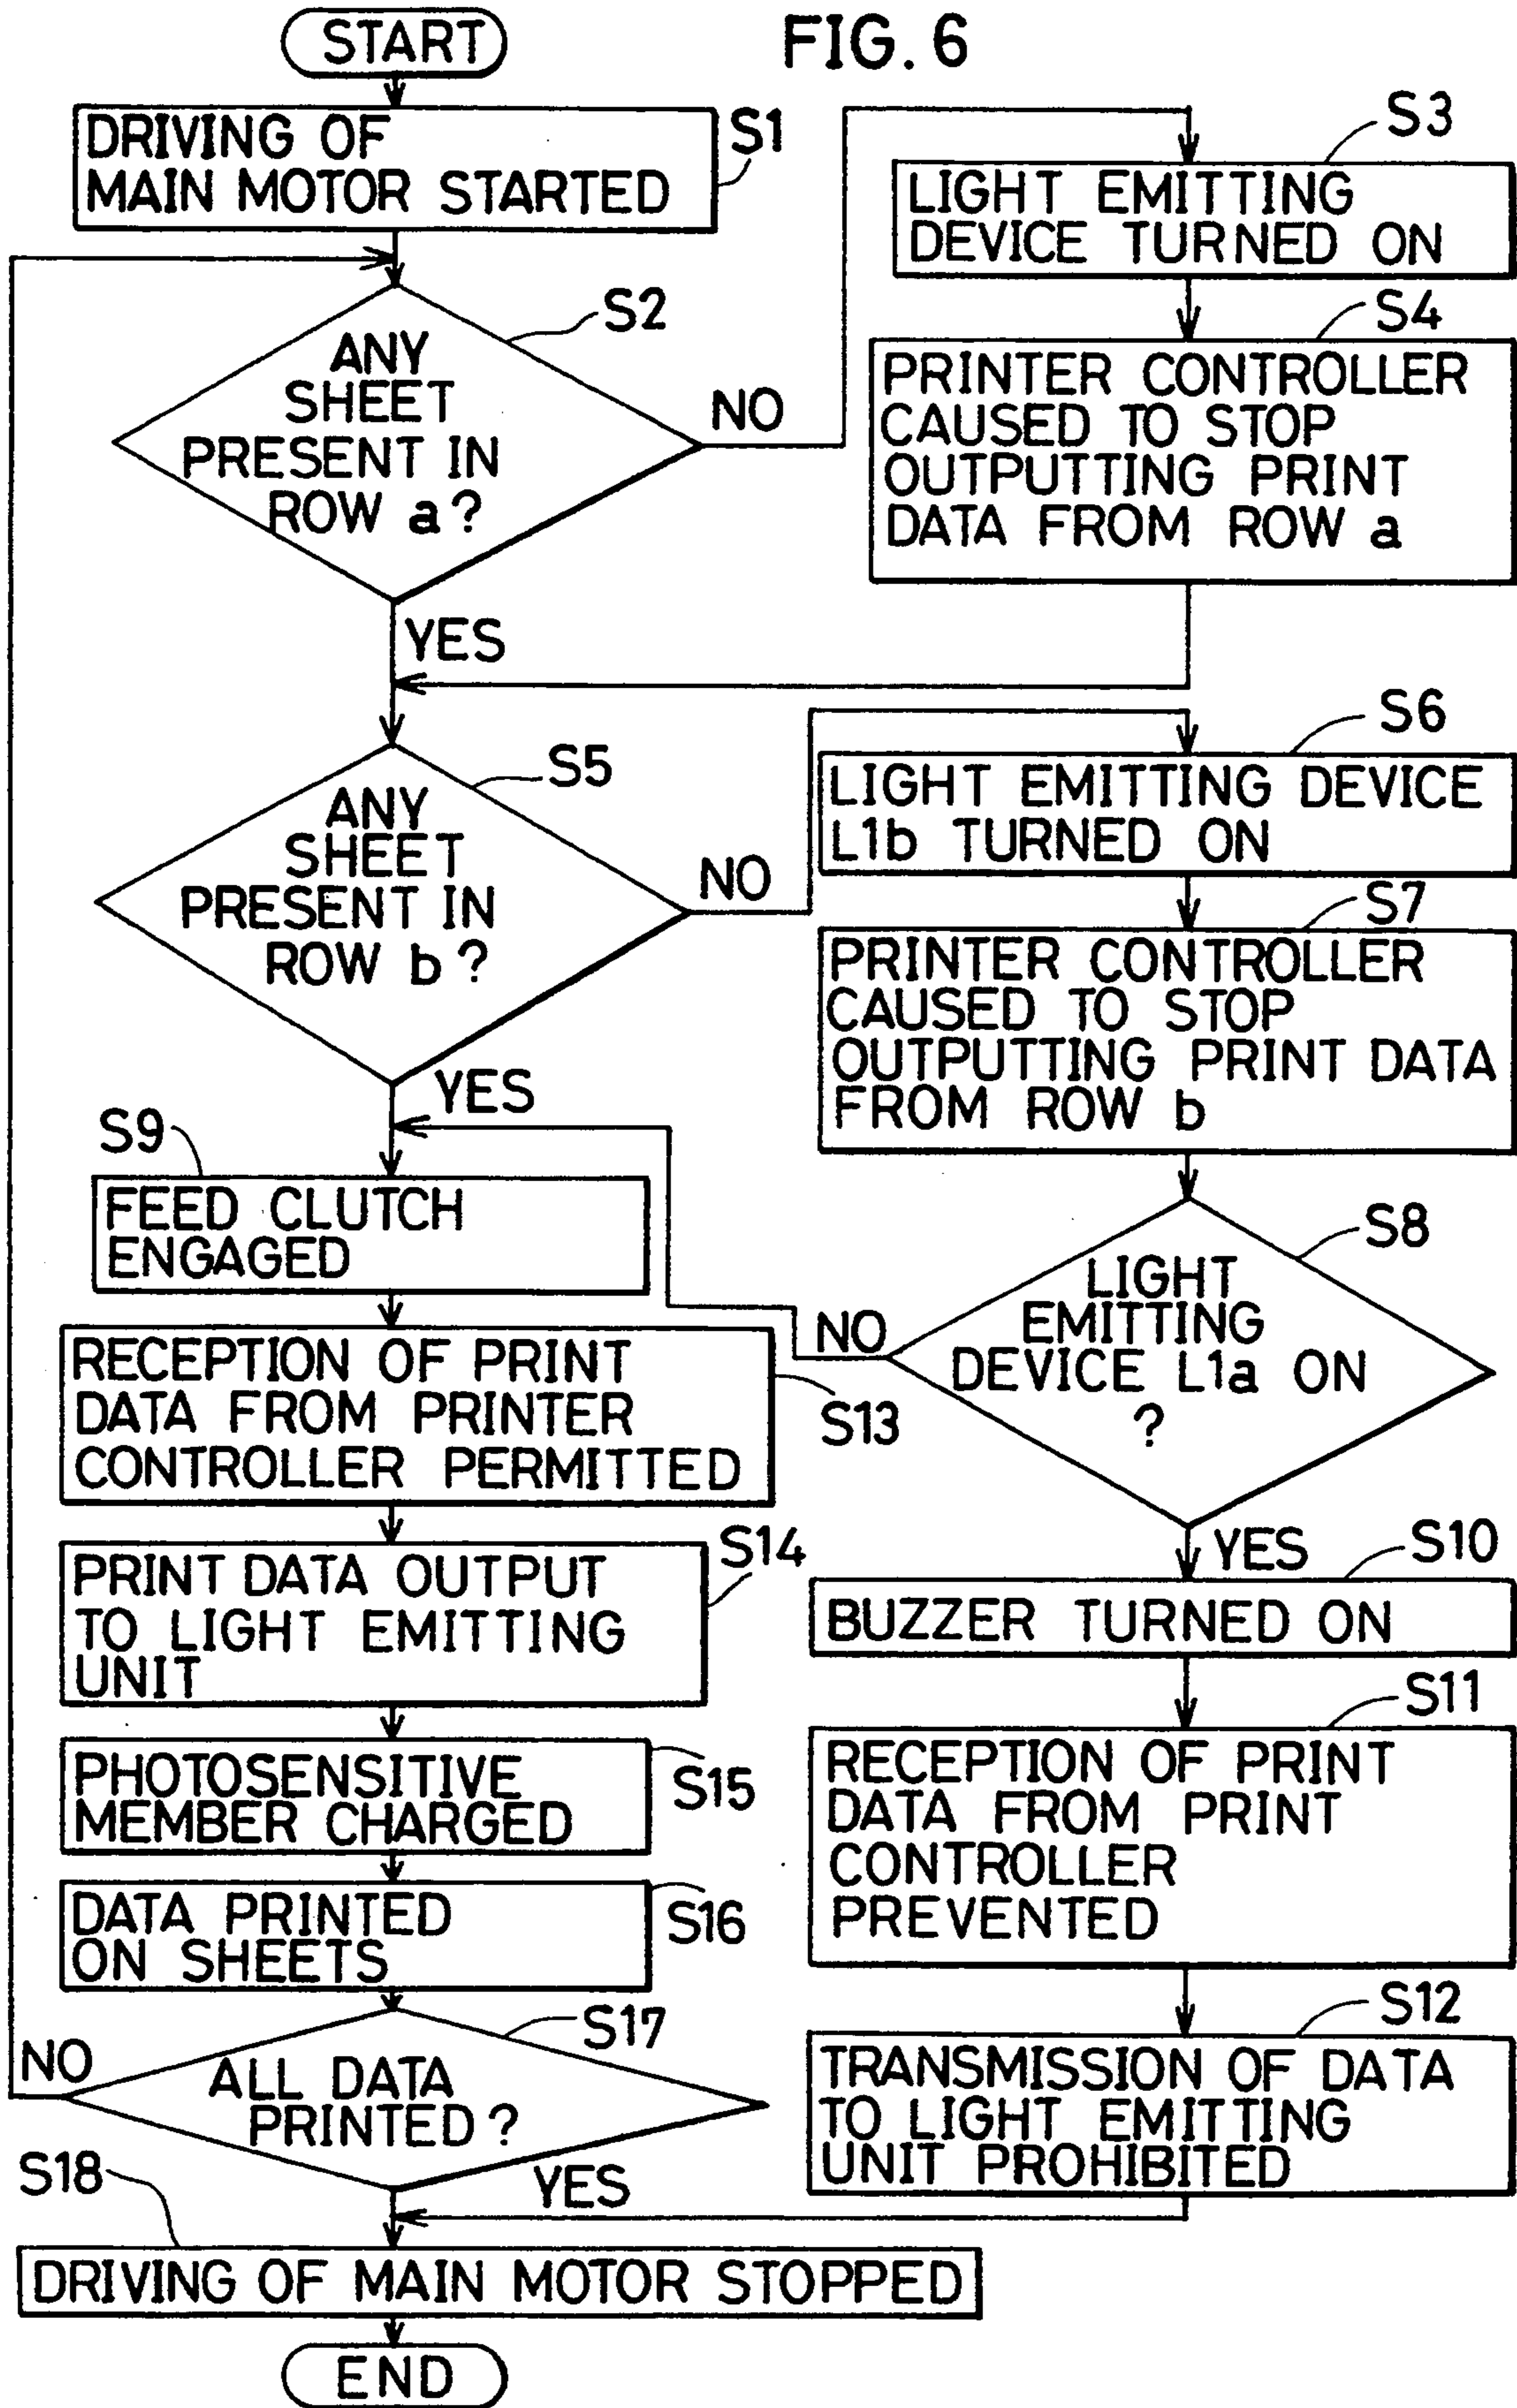 START
FIG. 6
DRIVING OF
MAIN MOTOR STARTED
S1
S2
ANY
SHEET
PRESENT IN
ROW a?
NO
YES
S3
LIGHT EMITTING
DEVICE TURNED ON
S4
PRINTER CONTROLLER
CAUSED TO STOP
OUTPUTTING PRINT
DATA FROM ROW a
S5
ANY
SHEET
PRESENT IN
ROW b?
NO
YES
S6
LIGHT EMITTING DEVICE
L1b TURNED ON
S7
PRINTER CONTROLLER
CAUSED TO STOP
OUTPUTTING PRINT DATA
FROM ROW b
S8
LIGHT
EMITTING
DEVICE L1a ON
?
NO
YES
S9
FEED CLUTCH
ENGAGED
RECEPTION OF PRINT
DATA FROM PRINTER
CONTROLLER PERMITTED
S13
PRINT DATA OUTPUT
TO LIGHT EMITTING
UNIT
S14
PHOTOSENSITIVE
MEMBER CHARGED
S15
DATA PRINTED
ON SHEETS
S16
S17
ALL DATA
PRINTED?
NO
YES
S10
BUZZER TURNED ON
S11
RECEPTION OF PRINT
DATA FROM PRINT
CONTROLLER
PREVENTED
S12
TRANSMISSION OF DATA
TO LIGHT EMITTING
UNIT PROHIBITED
S18
DRIVING OF MAIN MOTOR STOPPED
END